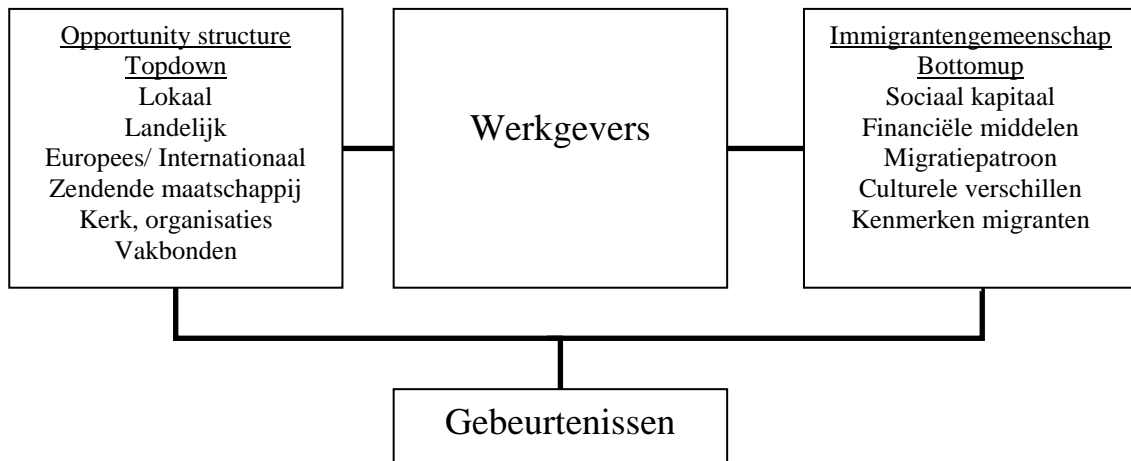 Opportunity structure
Topdown
Lokaal
Landelijk
Europees/ Internationaal
Zendende maatschappij
Kerk, organisaties
Vakbonden
Werkgevers
Immigrantengemeenschap
Bottomup
Sociaal kapitaal
Financiële middelen
Migratiepatroon
Culturele verschillen
Kenmerken migranten
Gebeurtenissen